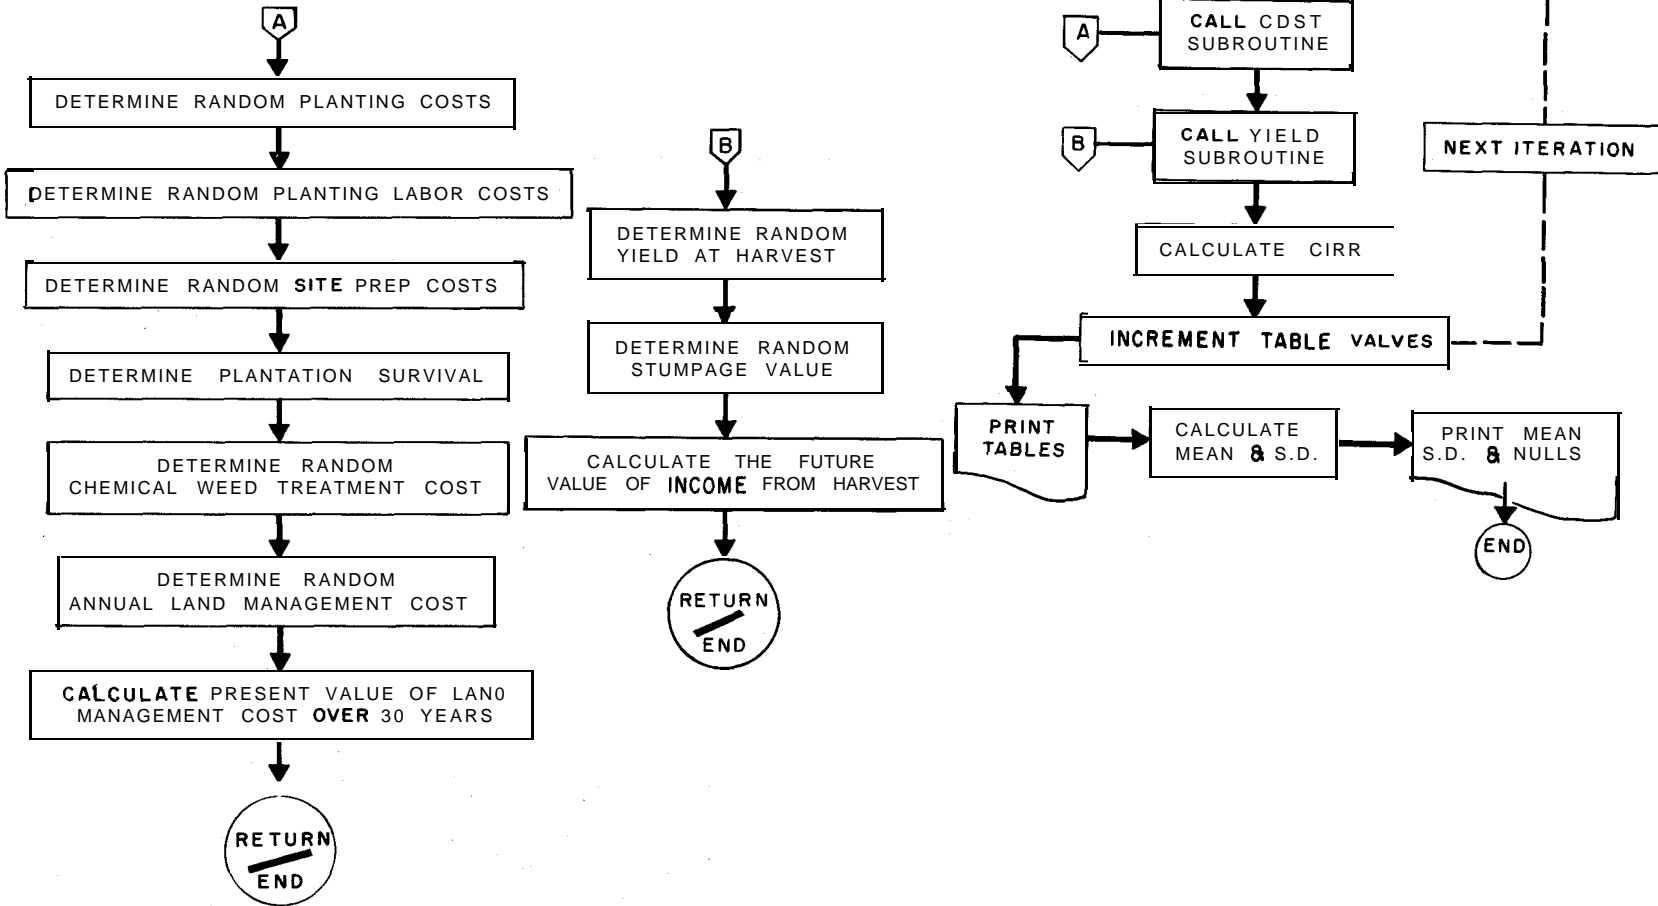 A
DETERMINE RANDOM PLANTING COSTS
DETERMINE RANDOM PLANTING LABOR COSTS
DETERMINE RANDOM SITE PREP COSTS
DETERMINE PLANTATION SURVIVAL
DETERMINE RANDOM
CHEMICAL WEED TREATMENT COST
DETERMINE RANDOM
ANNUAL LAND MANAGEMENT COST
CALCULATE PRESENT VALUE OF LAN0
MANAGEMENT COST OVER 30 YEARS
RETURN
END
B
DETERMINE RANDOM
YIELD AT HARVEST
DETERMINE RANDOM
STUMPAGE VALUE
CALCULATE THE FUTURE
VALUE OF INCOME FROM HARVEST
RETURN
END
A
CALL CDST
SUBROUTINE
B
CALL YIELD
SUBROUTINE
NEXT ITERATION
CALCULATE CIRR
INCREMENT TABLE VALVES
PRINT
TABLES
CALCULATE
MEAN & S.D.
PRINT MEAN
S.D. & NULLS
END